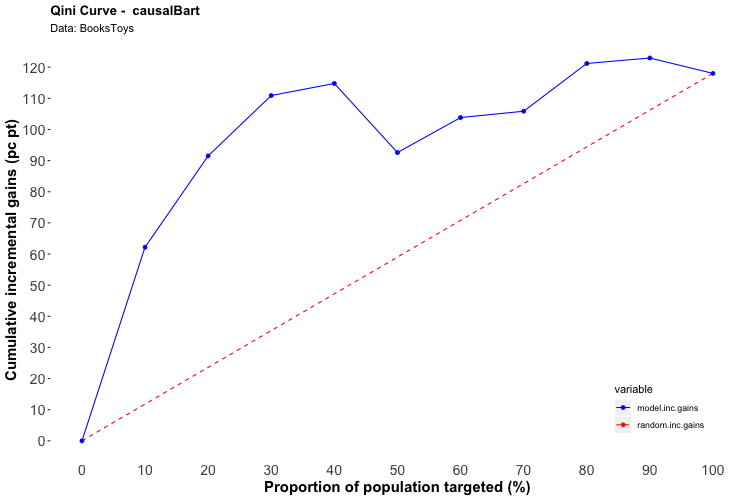 Qini Curve -  causalBart
Data: BooksToys
Cumulative incremental gains (pc pt)
120
110
100
90
80
70
60
50
40
30
20
10
0
variable
model.inc.gains
random.inc.gains
0 10 20 30 40 50 60 70 80 90 100
Proportion of population targeted (%)